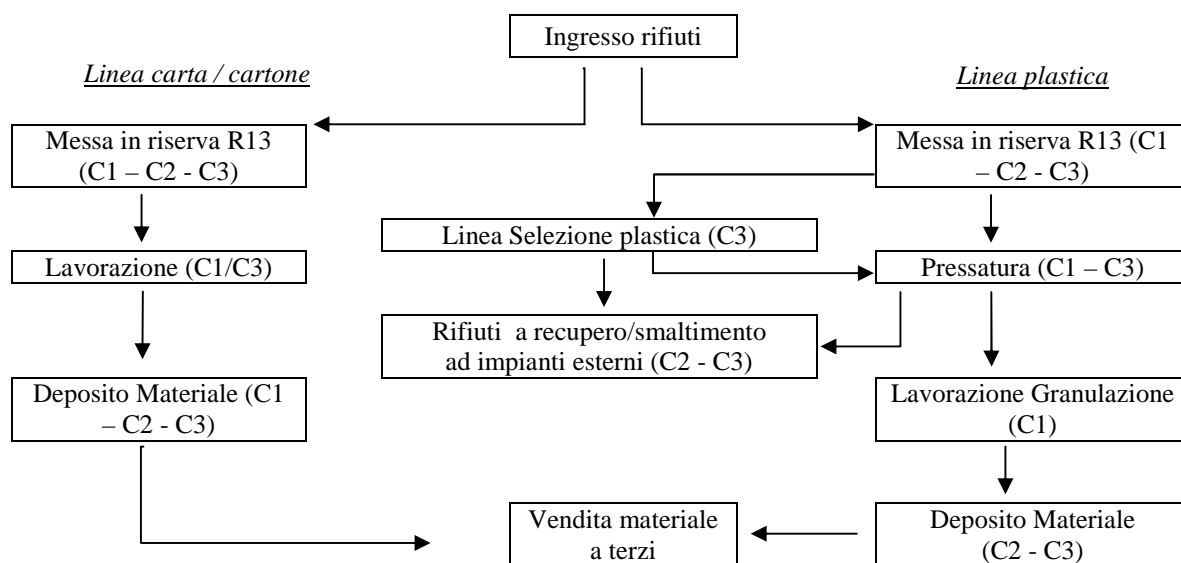 Ingresso rifiuti
Linea carta / cartone
Linea plastica
Messa in riserva R13
(C1 – C2 - C3)
Messa in riserva R13 (C1
– C2 - C3)
Linea Selezione plastica (C3)
Lavorazione (C1/C3)
Pressatura (C1 – C3)
Rifiuti a recupero/smaltimento
ad impianti esterni (C2 - C3)
Deposito Materiale (C1
– C2 - C3)
Lavorazione Granulazione
(C1)
Vendita materiale
a terzi
Deposito Materiale
(C2 - C3)